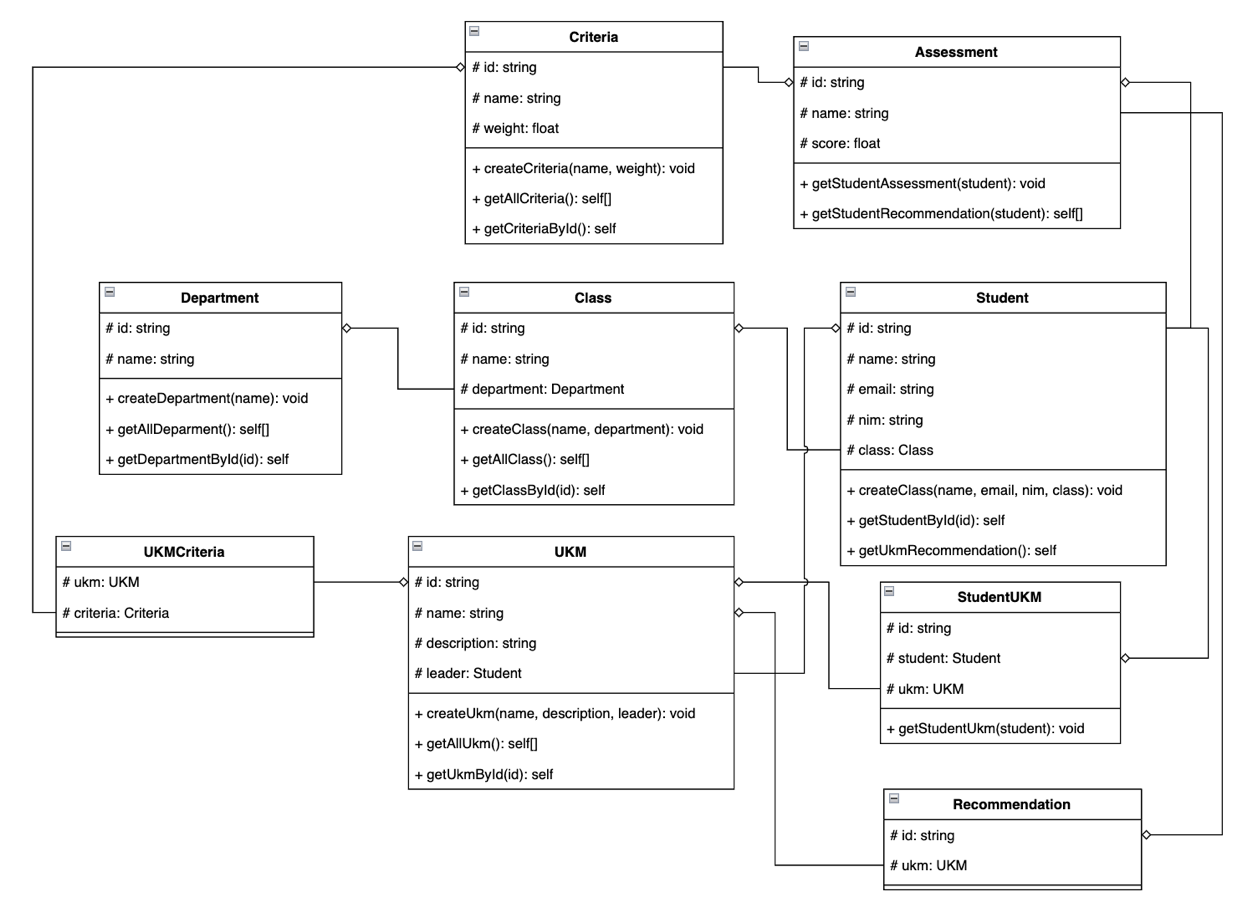 Criteria
# id: string
# name: string
# weight: float
+ createCriteria(name, weight): void
+ getAllCriteria(): self[]
+ getCriteriaById(): self
Assessment
# id: string
# name: string
# score: float
+ getStudentAssessment(student): void
+ getStudentRecommendation(student): self[]
Department
# id: string
# name: string
+ createDepartment(name): void
+ getAllDeparment(): self[]
+ getDepartmentById(id): self
Class
# id: string
# name: string
# department: Department
+ createClass(name, department): void
+ getAllClass(): self[]
+ getClassById(id): self
Student
# id: string
# name: string
# email: string
# nim: string
# class: Class
+ createClass(name, email, nim, class): void
+ getStudentById(id): self
+ getUkmRecommendation(): self
UKMCriteria
# ukm: UKM
# criteria: Criteria
UKM
# id: string
# name: string
# description: string
# leader: Student
+ createUkm(name, description, leader): void
+ getAllUkm(): self[]
+ getUkmById(id): self
StudentUKM
# id: string
# student: Student
# ukm: UKM
+ getStudentUkm(student): void
Recommendation
# id: string
# ukm: UKM